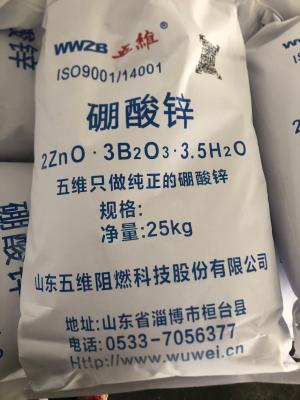 WWZB 五維
ISO9001/14001
硼酸锌
2ZnO·3B₂O₃·3.5H₂O
五维只做纯正的硼酸锌
规格:
净量:25kg
山东五维阻燃科技股份有限公司
地址:山东省淄博市桓台县
电话:0533-7056377
Http://www.wuwei.cn